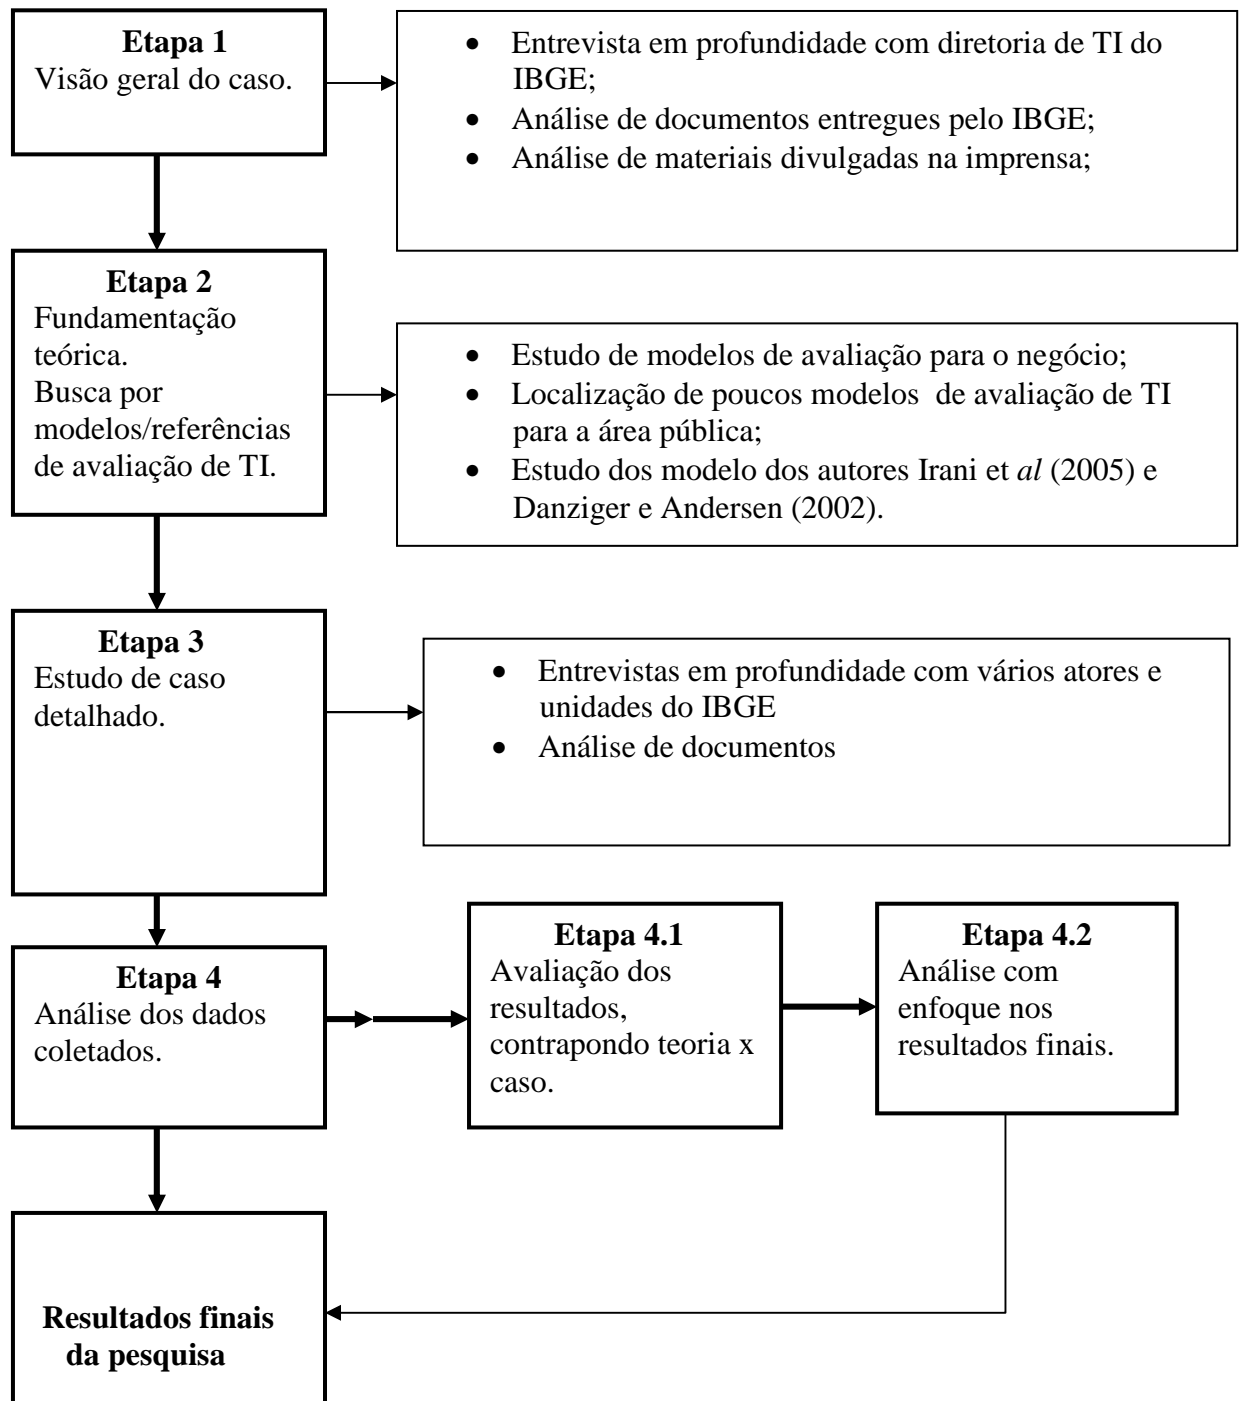 Etapa 1
Visão geral do caso.
• Entrevista em profundidade com diretoria de TI do
IBGE;
• Análise de documentos entregues pelo IBGE;
• Análise de materiais divulgadas na imprensa;
Etapa 2
Fundamentação
teórica.
Busca por
modelos/referências
de avaliação de TI.
• Estudo de modelos de avaliação para o negócio;
• Localização de poucos modelos de avaliação de TI
para a área pública;
• Estudo dos modelo dos autores Irani et al (2005) e
Danziger e Andersen (2002).
Etapa 3
Estudo de caso
detalhado.
• Entrevistas em profundidade com vários atores e
unidades do IBGE
• Análise de documentos
Etapa 4
Análise dos dados
coletados.
Etapa 4.1
Avaliação dos
resultados,
contrapondo teoria x
caso.
Etapa 4.2
Análise com
enfoque nos
resultados finais.
Resultados finais
da pesquisa